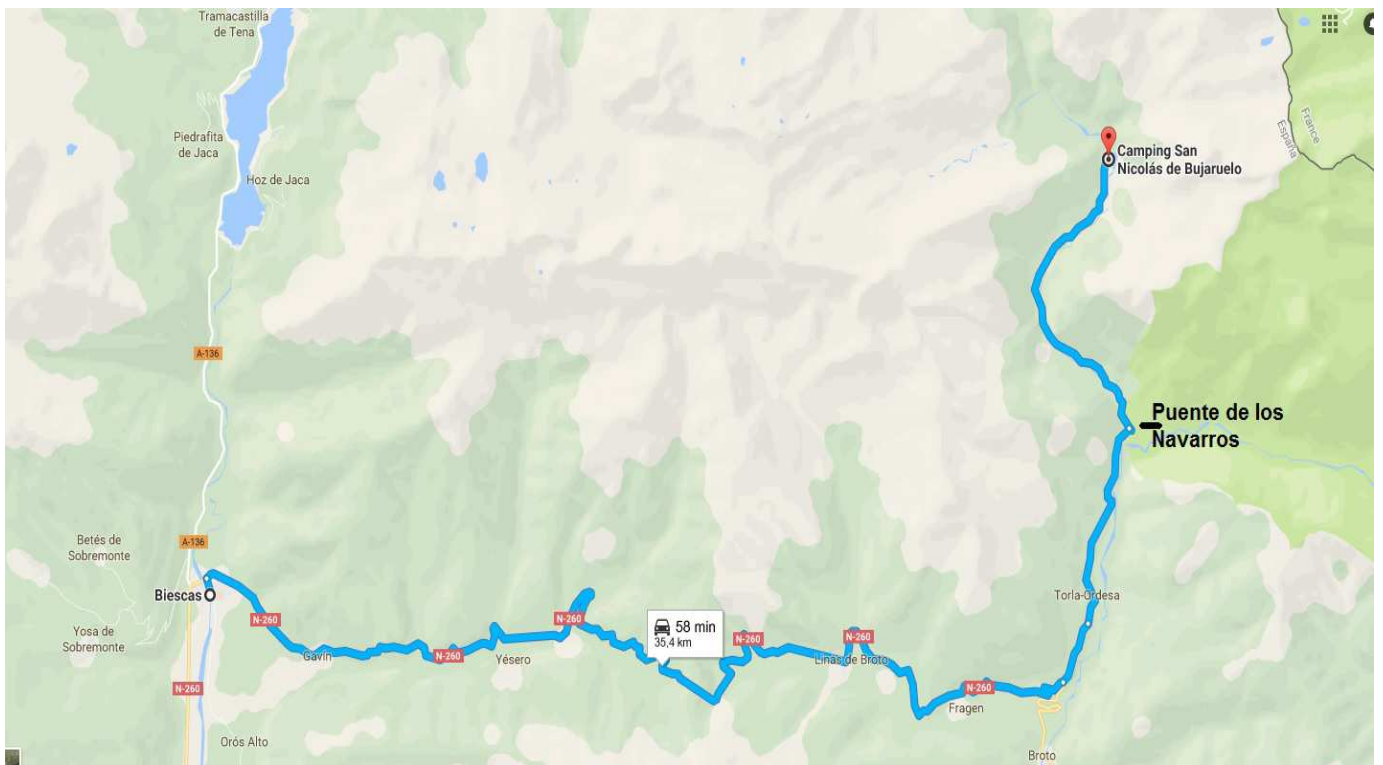 Tramacastilla
de Tena
Piedrafita
de Jaca
Hoz de Jaca
France
España
Camping San
Nicolás de Bujaruelo
A-136
Puente de los
Navarros
Betés de
Sobremonte
A-136
Biescas
Torla-Ordesa
Yosa de
Sobremonte
N-260
N-260
58 min
35,4 km
N-260
N-260
Gavín
N-260
Yésero
Linás de Broto
N-260
N-260
Fragen
Orós Alto
Broto